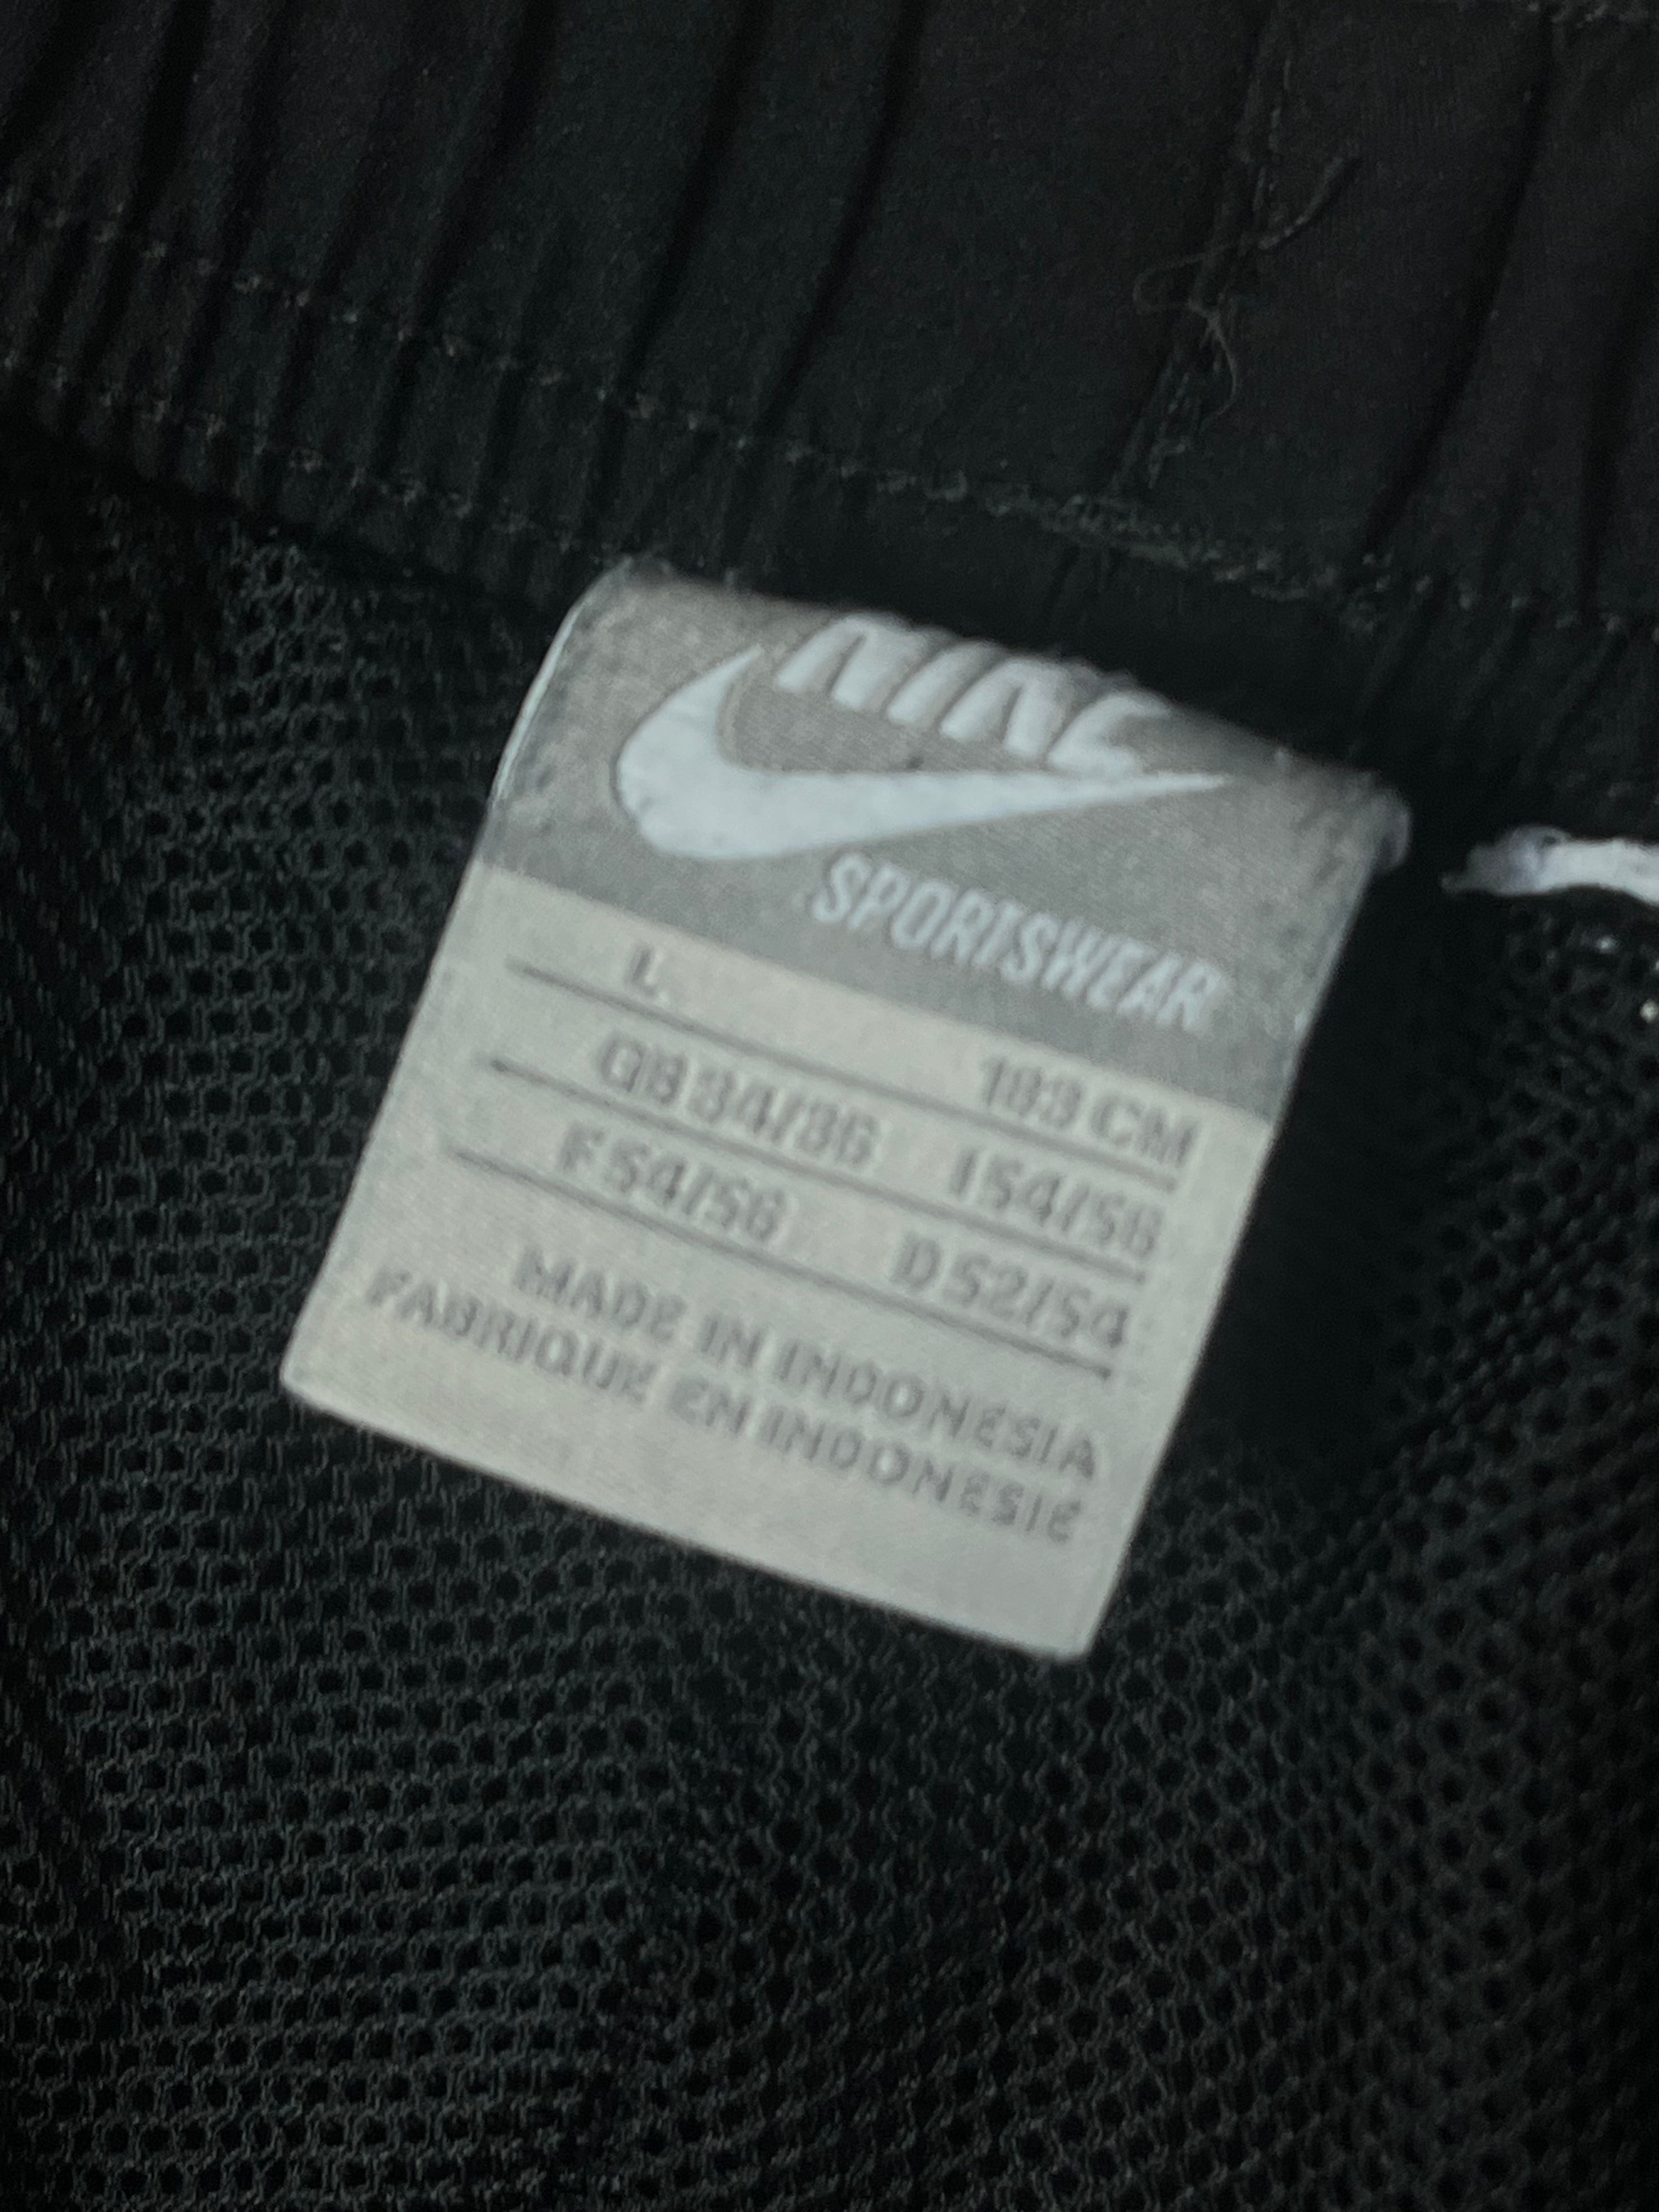 NIKE
SPORTSWEAR
L 183 CM
GB 34/36 I 54/56
F 54/56 D 52/54
MADE IN INDONESIA
FABRIQUE EN INDONESIE